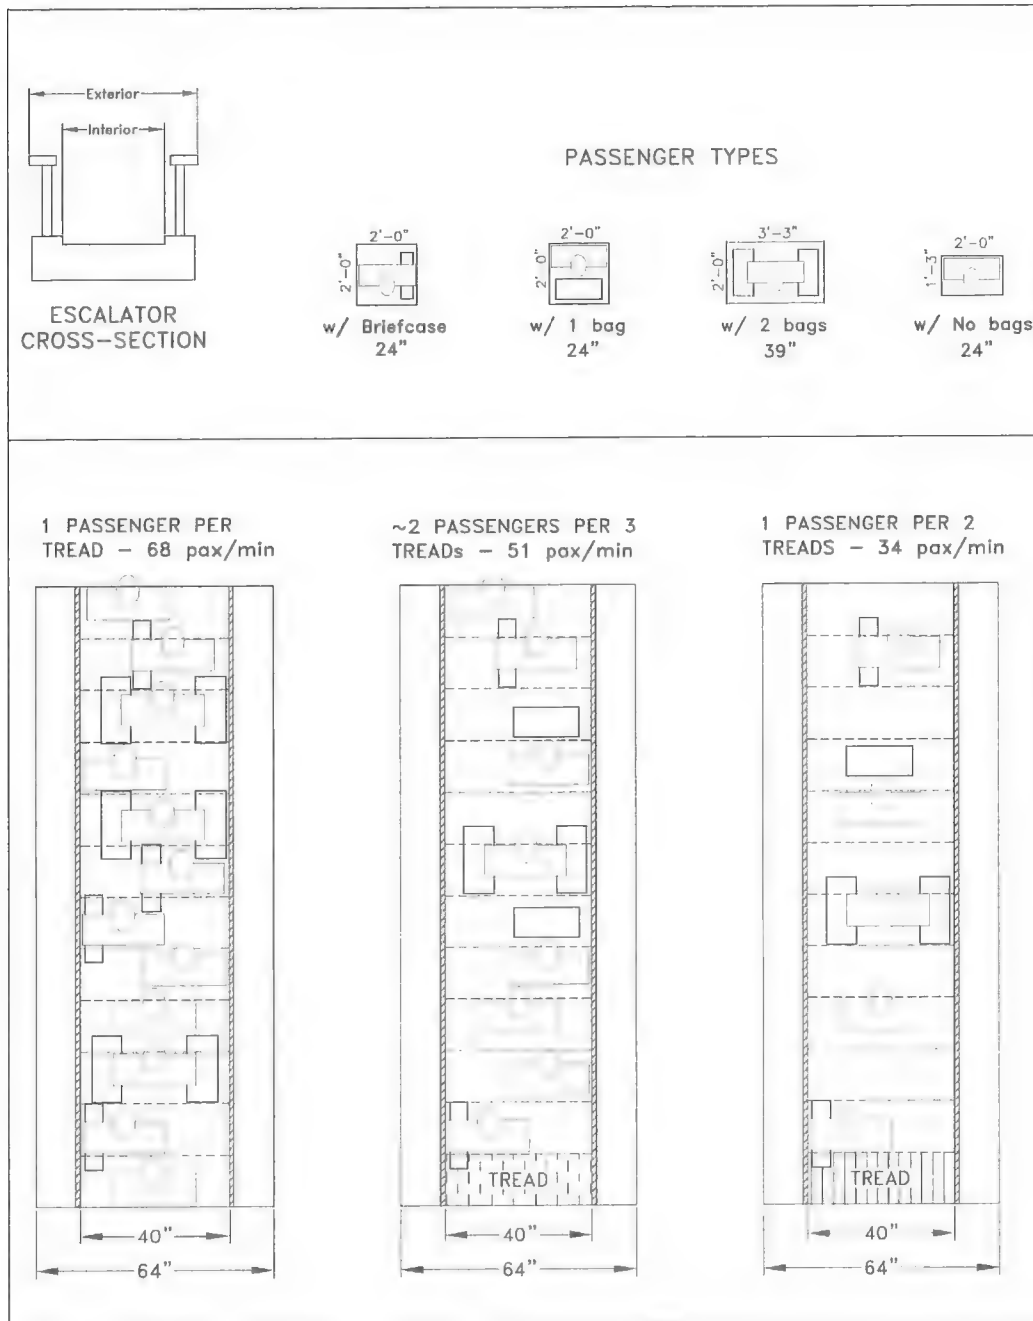 Exterior
Interior
ESCALATOR
CROSS-SECTION
PASSENGER TYPES
2'-0"
2'-0"
w/ Briefcase
24"
2'-0"
2'-0"
w/ 1 bag
24"
3'-3"
2'-0"
w/ 2 bags
39"
2'-0"
1'-3"
w/ No bags
24"
1 PASSENGER PER
TREAD - 68 pax/min
40"
64"
~2 PASSENGERS PER 3
TREADs - 51 pax/min
TREAD
40"
64"
1 PASSENGER PER 2
TREADS - 34 pax/min
TREAD
40"
64"